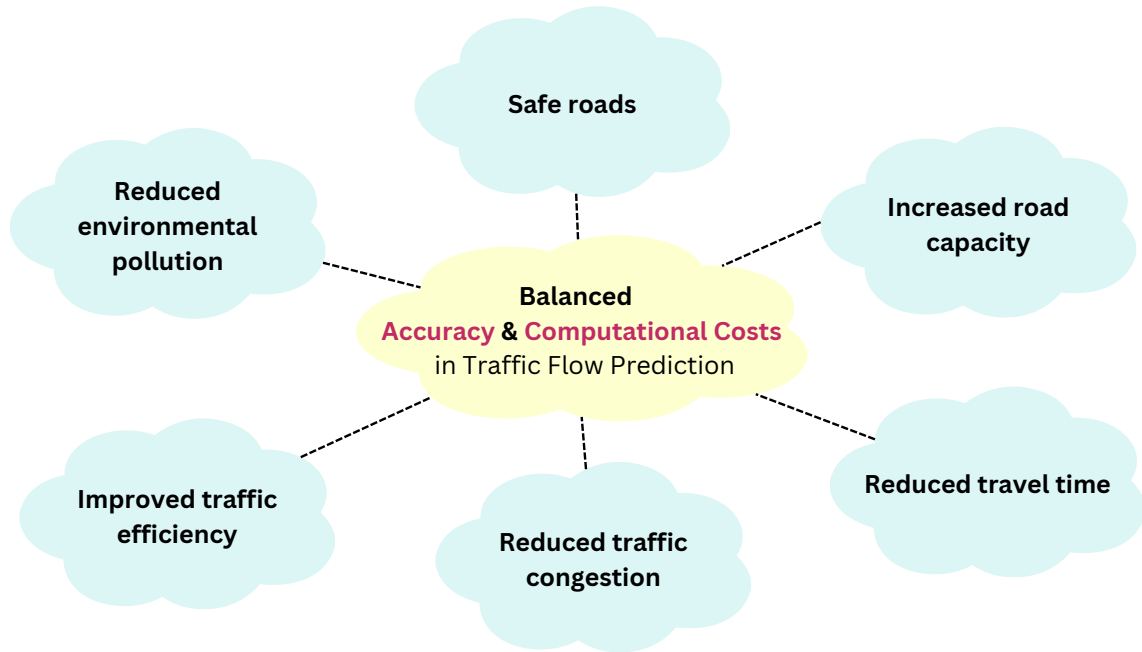 Safe roads
Reduced
environmental
pollution
Increased road
capacity
Balanced
Accuracy & Computational Costs
in Traffic Flow Prediction
Improved traffic
efficiency
Reduced traffic
congestion
Reduced travel time